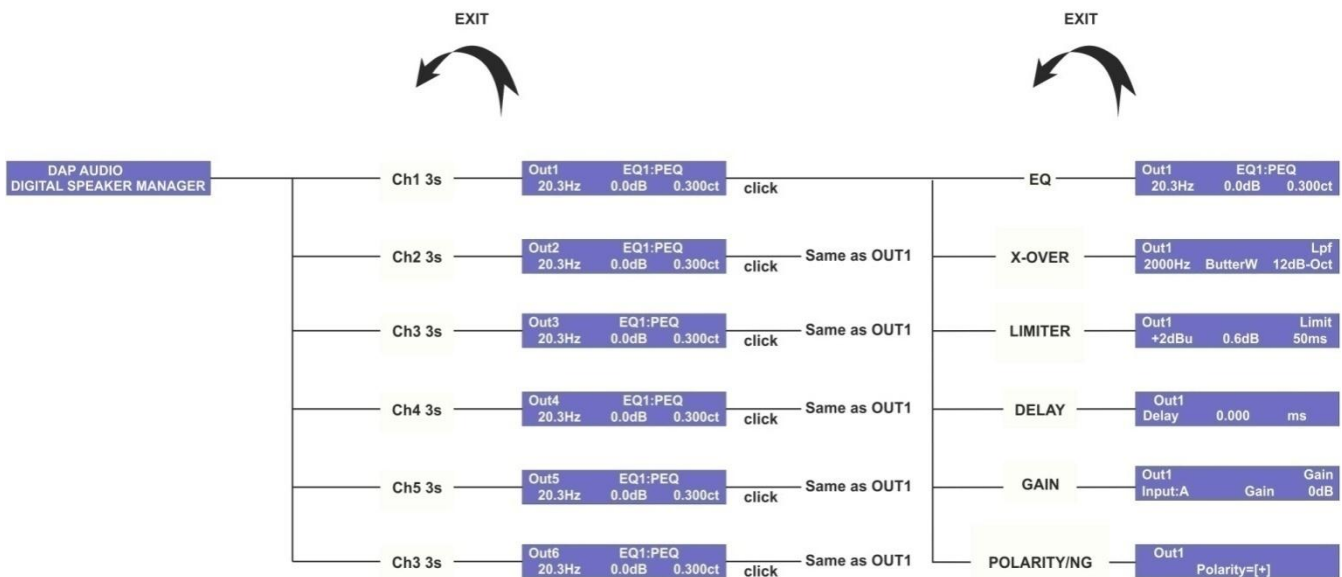 EXIT
EXIT
DAP AUDIO
DIGITAL SPEAKER MANAGER
Ch1 3s
Out1 EQ1:PEQ
20.3Hz 0.0dB 0.300ct
click
EQ
Out1 EQ1:PEQ
20.3Hz 0.0dB 0.300ct
Ch2 3s
Out2 EQ1:PEQ
20.3Hz 0.0dB 0.300ct
click
Same as OUT1
X-OVER
Out1 Lpf
2000Hz ButterW 12dB-Oct
Ch3 3s
Out3 EQ1:PEQ
20.3Hz 0.0dB 0.300ct
click
Same as OUT1
LIMITER
Out1 Limit
+2dBu 0.6dB 50ms
Ch4 3s
Out4 EQ1:PEQ
20.3Hz 0.0dB 0.300ct
click
Same as OUT1
DELAY
Out1
Delay 0.000 ms
Ch5 3s
Out5 EQ1:PEQ
20.3Hz 0.0dB 0.300ct
click
Same as OUT1
GAIN
Out1 Gain
Input:A Gain 0dB
Ch3 3s
Out6 EQ1:PEQ
20.3Hz 0.0dB 0.300ct
click
Same as OUT1
POLARITY/NG
Out1
Polarity=[+]